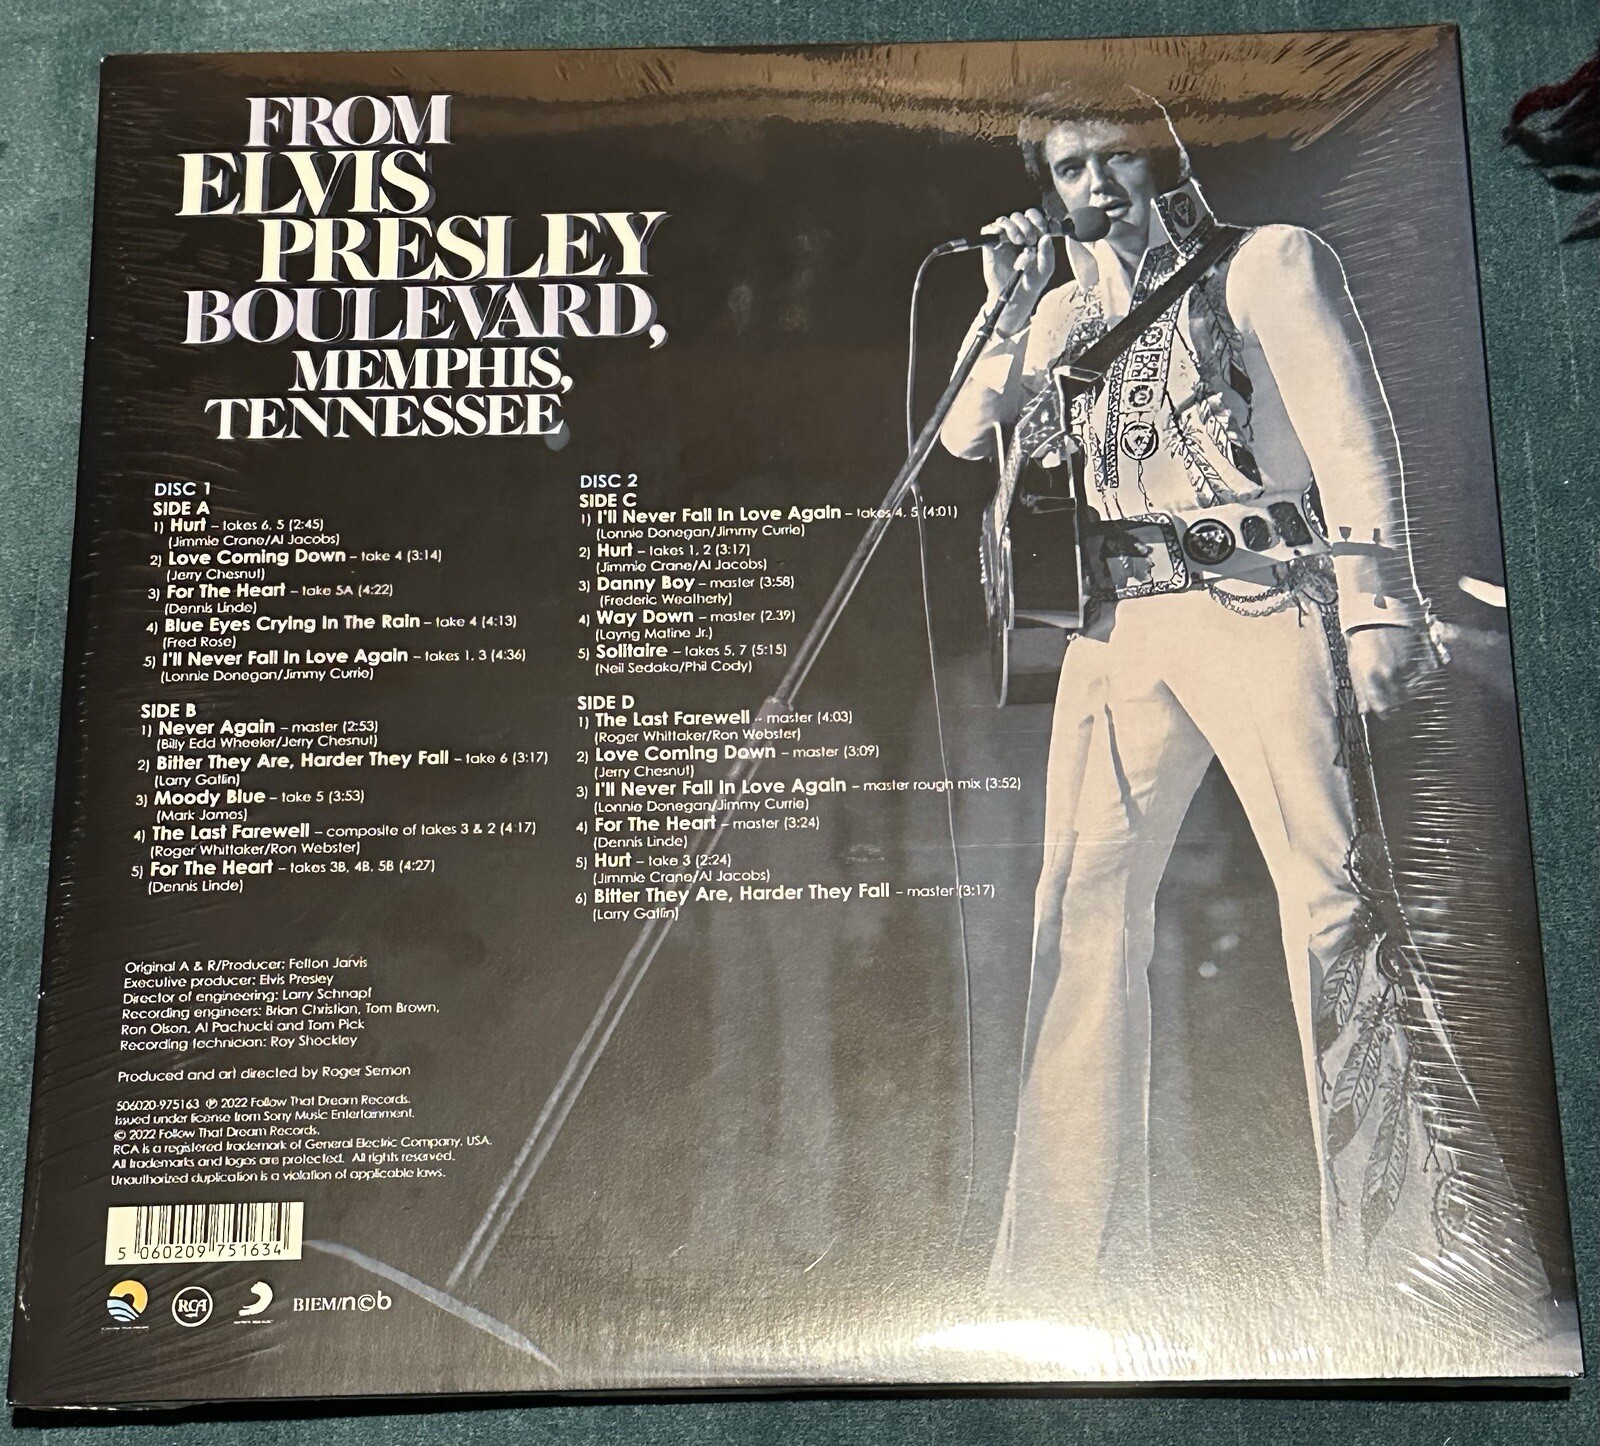 FROM
ELVIS
PRESLEY
BOULEVARD,
MEMPHIS,
TENNESSEE
DISC 1
SIDE A
1) Hurt – takes 6, 5 (2:45)
(Jimmie Crane/Al Jacobs)
2) Love Coming Down – take 4 (3:14)
(Jerry Chesnut)
3) For The Heart – take 5A (4:22)
(Dennis Linde)
4) Blue Eyes Crying In The Rain – take 4 (4:13)
(Fred Rose)
5) I'll Never Fall In Love Again – takes 1, 3 (4:36)
(Lonnie Donegan/Jimmy Currie)
SIDE B
1) Never Again – master (2:53)
(Billy Edd Wheeler/Jerry Chesnut)
2) Bitter They Are, Harder They Fall – take 6 (3:17)
(Larry Gatlin)
3) Moody Blue – take 5 (3:53)
(Mark James)
4) The Last Farewell – composite of takes 3 & 2 (4:17)
(Roger Whittaker/Ron Webster)
5) For The Heart – takes 3B, 4B, 5B (4:27)
(Dennis Linde)
DISC 2
SIDE C
1) I'll Never Fall In Love Again – takes 4, 5 (4:01)
(Lonnie Donegan/Jimmy Currie)
2) Hurt – takes 1, 2 (3:17)
(Jimmie Crane/Al Jacobs)
3) Danny Boy – master (3:58)
(Frederic Weatherly)
4) Way Down – master (2.39)
(Layng Matine Jr.)
5) Solitaire – takes 5, 7 (5:15)
(Neil Sedaka/Phil Cody)
SIDE D
1) The Last Farewell – master (4:03)
(Roger Whittaker/Ron Webster)
2) Love Coming Down – master (3:09)
(Jerry Chesnut)
3) I'll Never Fall In Love Again – master rough mix (3:52)
(Lonnie Donegan/Jimmy Currie)
4) For The Heart – master (3:24)
(Dennis Linde)
5) Hurt – take 3 (2:24)
(Jimmie Crane/Al Jacobs)
6) Bitter They Are, Harder They Fall – master (3:17)
(Larry Gatlin)
Original A & R/Producer: Felton Jarvis
Executive producer: Elvis Presley
Director of engineering: Larry Schnapf
Recording engineers: Brian Christian, Tom Brown,
Ron Olson, Al Pachucki and Tom Pick
Recording technician: Roy Shockley
Produced and art directed by Roger Semon
506020-975163 ℗ 2022 Follow That Dream Records.
Issued under license from Sony Music Entertainment.
© 2022 Follow That Dream Records.
RCA is a registered trademark of General Electric Company, USA.
All trademarks and logos are protected. All rights reserved.
Unauthorized duplication is a violation of applicable laws.
5 060209 751634
RCA BIEM/n©b